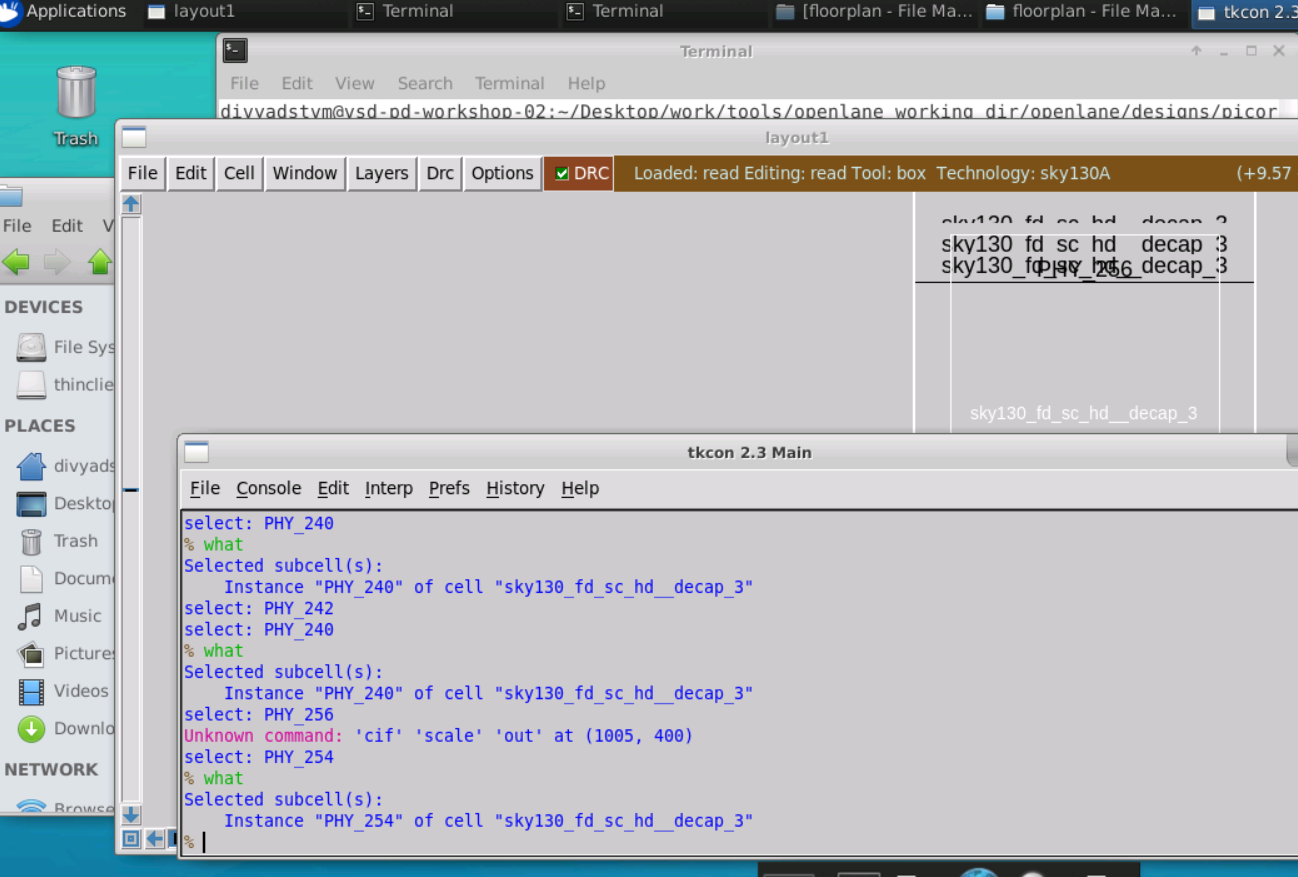 Applications
layout1
Terminal
Terminal
[floorplan - File Ma...
floorplan - File Ma...
tkcon 2.3
Trash
Terminal
File Edit View Search Terminal Help
divyadstvm@vsd-pd-workshop-02:~/Desktop/work/tools/openlane_working_dir/openlane/designs/picor
layout1
File Edit Cell Window Layers Drc Options DRC Loaded: read Editing: read Tool: box Technology: sky130A (+9.57
sky130_fd_sc_hd__decap_3
sky130_fd_sc_hd__decap_3
sky130_fd_sc_hd__decap_3
PHY_256
sky130_fd_sc_hd__decap_3
File Edit V
DEVICES
File Sys
thinclie
PLACES
divyads
Desktop
Trash
Docum
Music
Pictures
Videos
Downlo
NETWORK
Browse
tkcon 2.3 Main
File Console Edit Interp Prefs History Help
select: PHY_240
% what
Selected subcell(s):
Instance "PHY_240" of cell "sky130_fd_sc_hd__decap_3"
select: PHY_242
select: PHY_240
% what
Selected subcell(s):
Instance "PHY_240" of cell "sky130_fd_sc_hd__decap_3"
select: PHY_256
Unknown command: 'cif' 'scale' 'out' at (1005, 400)
select: PHY_254
% what
Selected subcell(s):
Instance "PHY_254" of cell "sky130_fd_sc_hd__decap_3"
%